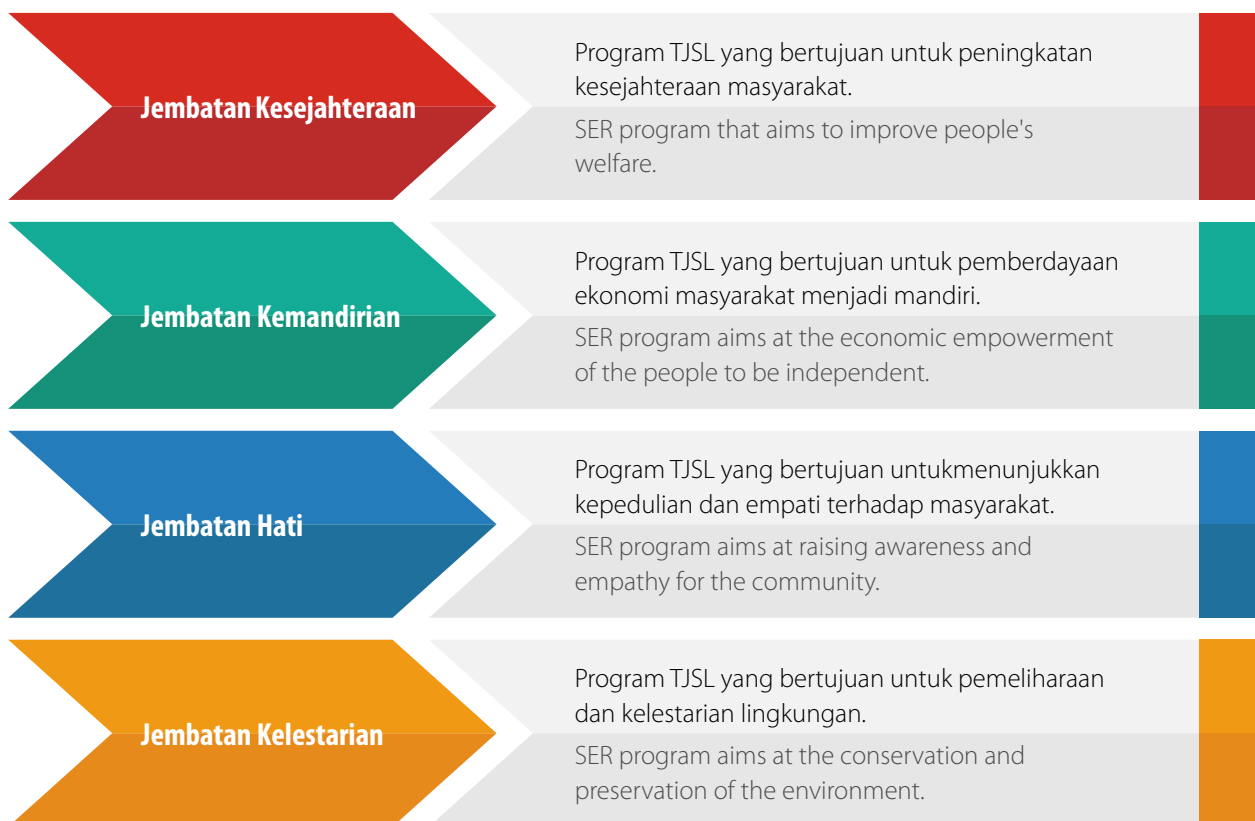 Jembatan Kesejahteraan
Program TJSL yang bertujuan untuk peningkatan
kesejahteraan masyarakat.
SER program that aims to improve people's
welfare.
Jembatan Kemandirian
Program TJSL yang bertujuan untuk pemberdayaan
ekonomi masyarakat menjadi mandiri.
SER program aims at the economic empowerment
of the people to be independent.
Jembatan Hati
Program TJSL yang bertujuan untukmenunjukkan
kepedulian dan empati terhadap masyarakat.
SER program aims at raising awareness and
empathy for the community.
Jembatan Kelestarian
Program TJSL yang bertujuan untuk pemeliharaan
dan kelestarian lingkungan.
SER program aims at the conservation and
preservation of the environment.